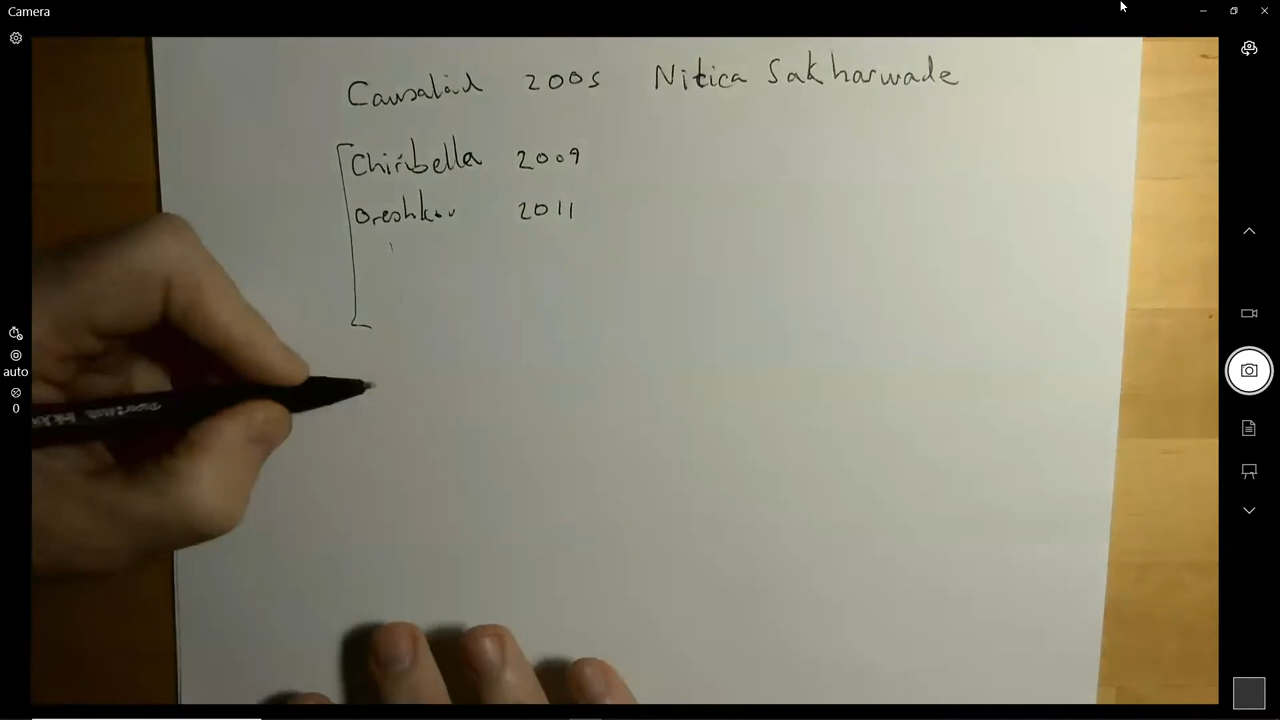 Camera
Causaloid 2005 Nitica Sakharwade
Chiribella 2009
Oreshkov 2011
auto
0